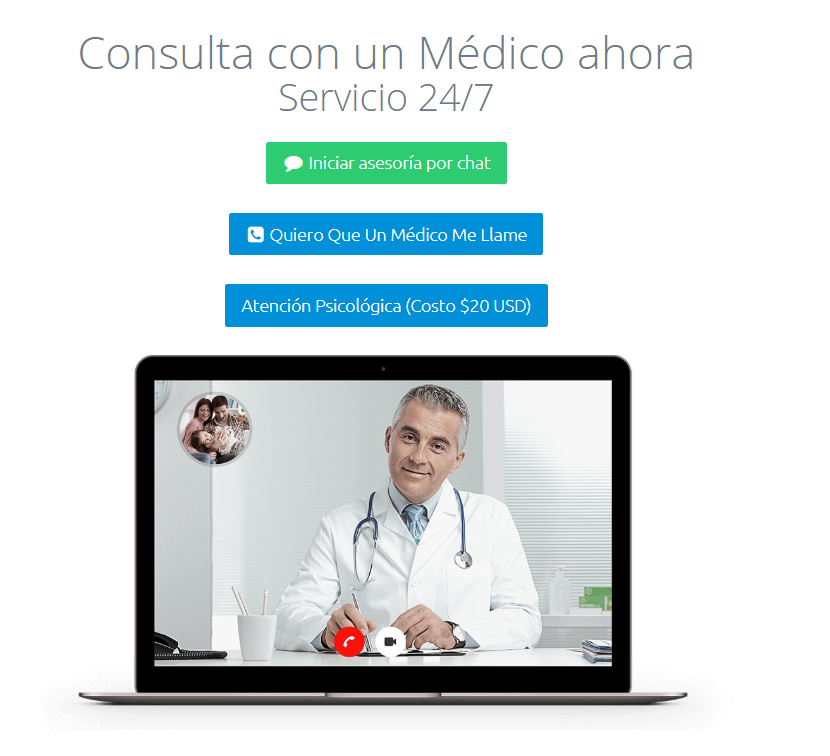 Consulta con un Médico ahora
Servicio 24/7
Iniciar asesoría por chat
Quiero Que Un Médico Me Llame
Atención Psicológica (Costo $20 USD)